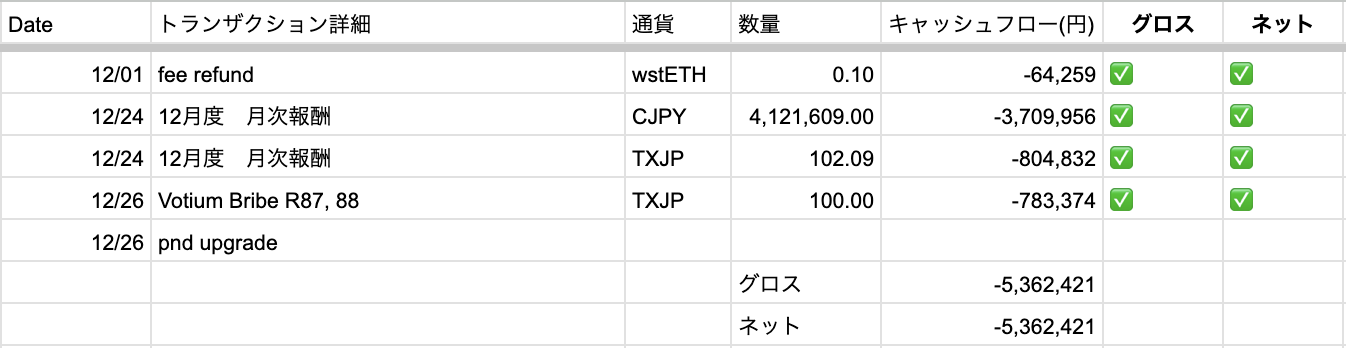 Date トランザクション詳細 通貨 数量 キャッシュフロー(円) グロス ネット
12/01 fee refund wstETH 0.10 -64,259 ✅ ✅
12/24 12月度　月次報酬 CJPY 4,121,609.00 -3,709,956 ✅ ✅
12/24 12月度　月次報酬 TXJP 102.09 -804,832 ✅ ✅
12/26 Votium Bribe R87, 88 TXJP 100.00 -783,374 ✅ ✅
12/26 pnd upgrade
グロス -5,362,421
ネット -5,362,421